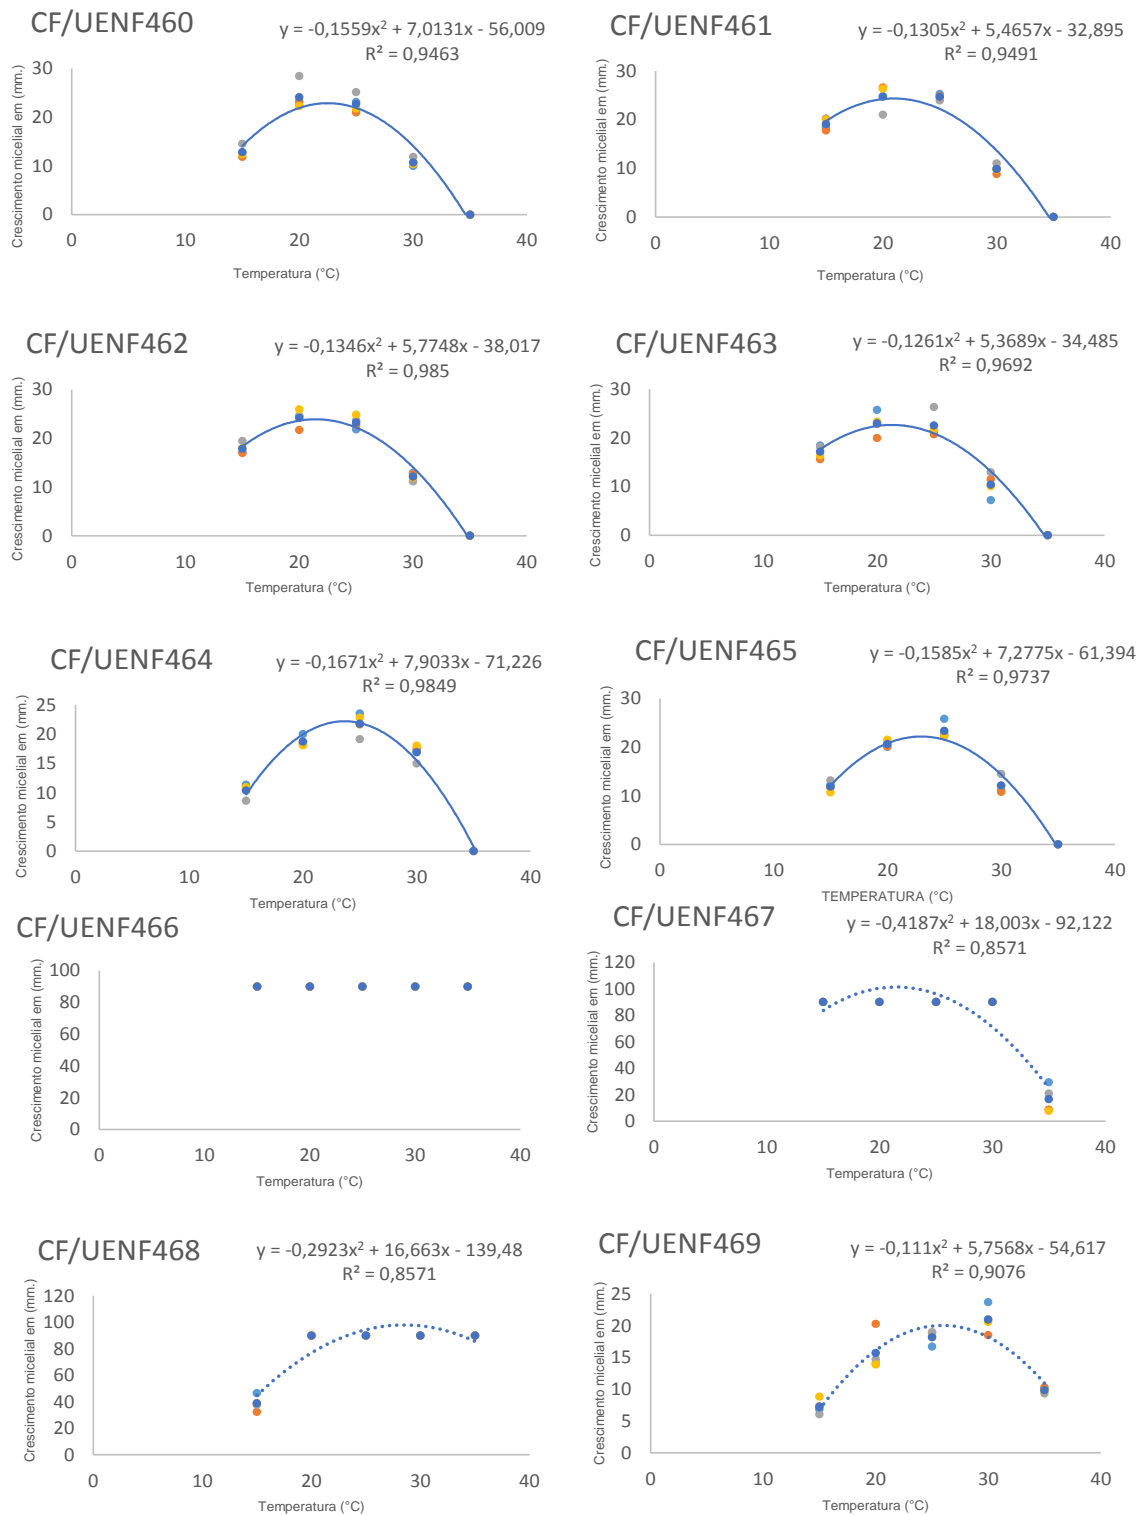 CF/UENF460
y = -0,1559x² + 7,0131x - 56,009
R² = 0,9463
Crescimento micelial em (mm.)
30
20
10
0
0 10 20 30 40
Temperatura (°C)
CF/UENF461
y = -0,1305x² + 5,4657x - 32,895
R² = 0,9491
Crescimento micelial em (mm.)
30
20
10
0
0 10 20 30 40
Temperatura (°C)
CF/UENF462
y = -0,1346x² + 5,7748x - 38,017
R² = 0,985
Crescimento micelial em (mm.)
30
20
10
0
0 10 20 30 40
Temperatura (°C)
CF/UENF463
y = -0,1261x² + 5,3689x - 34,485
R² = 0,9692
Crescimento micelial em (mm.)
30
20
10
0
0 10 20 30 40
Temperatura (°C)
CF/UENF464
y = -0,1671x² + 7,9033x - 71,226
R² = 0,9849
Crescimento micelial em (mm.)
25
20
15
10
5
0
0 10 20 30 40
Temperatura (°C)
CF/UENF465
y = -0,1585x² + 7,2775x - 61,394
R² = 0,9737
Crescimento micelial em (mm.)
30
20
10
0
0 10 20 30 40
TEMPERATURA (°C)
CF/UENF466
Crescimento micelial em (mm.)
100
80
60
40
20
0
0 10 20 30 40
Temperatura (°C)
CF/UENF467
y = -0,4187x² + 18,003x - 92,122
R² = 0,8571
Crescimento micelial em (mm.)
120
100
80
60
40
20
0
0 10 20 30 40
Temperatura (°C)
CF/UENF468
y = -0,2923x² + 16,663x - 139,48
R² = 0,8571
Crescimento micelial em (mm.)
120
100
80
60
40
20
0
0 10 20 30 40
Temperatura (°C)
CF/UENF469
y = -0,111x² + 5,7568x - 54,617
R² = 0,9076
Crescimento micelial em (mm.)
25
20
15
10
5
0
0 10 20 30 40
Temperatura (°C)